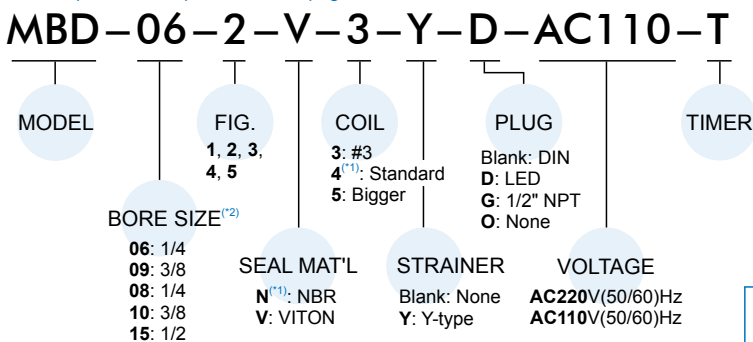 MBD–06–2–V–3–Y–D–AC110–T
MODEL
FIG.
1, 2, 3,
4, 5
COIL
3: #3
4(*1): Standard
5: Bigger
PLUG
Blank: DIN
D: LED
G: 1/2" NPT
O: None
TIMER
BORE SIZE(*2)
06: 1/4
09: 3/8
08: 1/4
10: 3/8
15: 1/2
SEAL MAT'L
N(*1): NBR
V: VITON
STRAINER
Blank: None
Y: Y-type
VOLTAGE
AC220V(50/60)Hz
AC110V(50/60)Hz